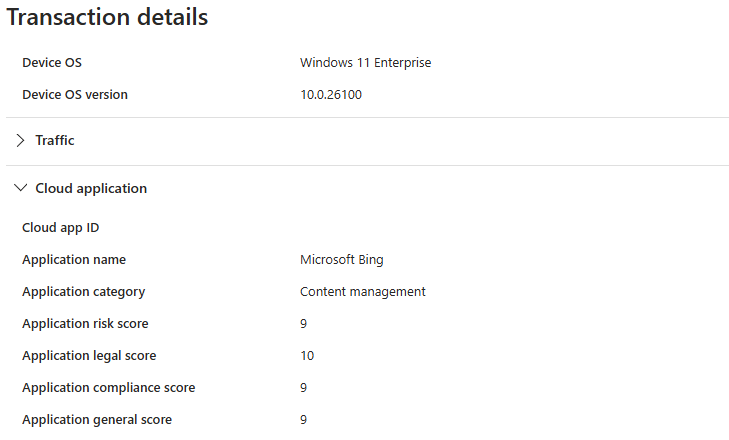 Transaction details
Device OS Windows 11 Enterprise
Device OS version 10.0.26100
Traffic
Cloud application
Cloud app ID
Application name Microsoft Bing
Application category Content management
Application risk score 9
Application legal score 10
Application compliance score 9
Application general score 9